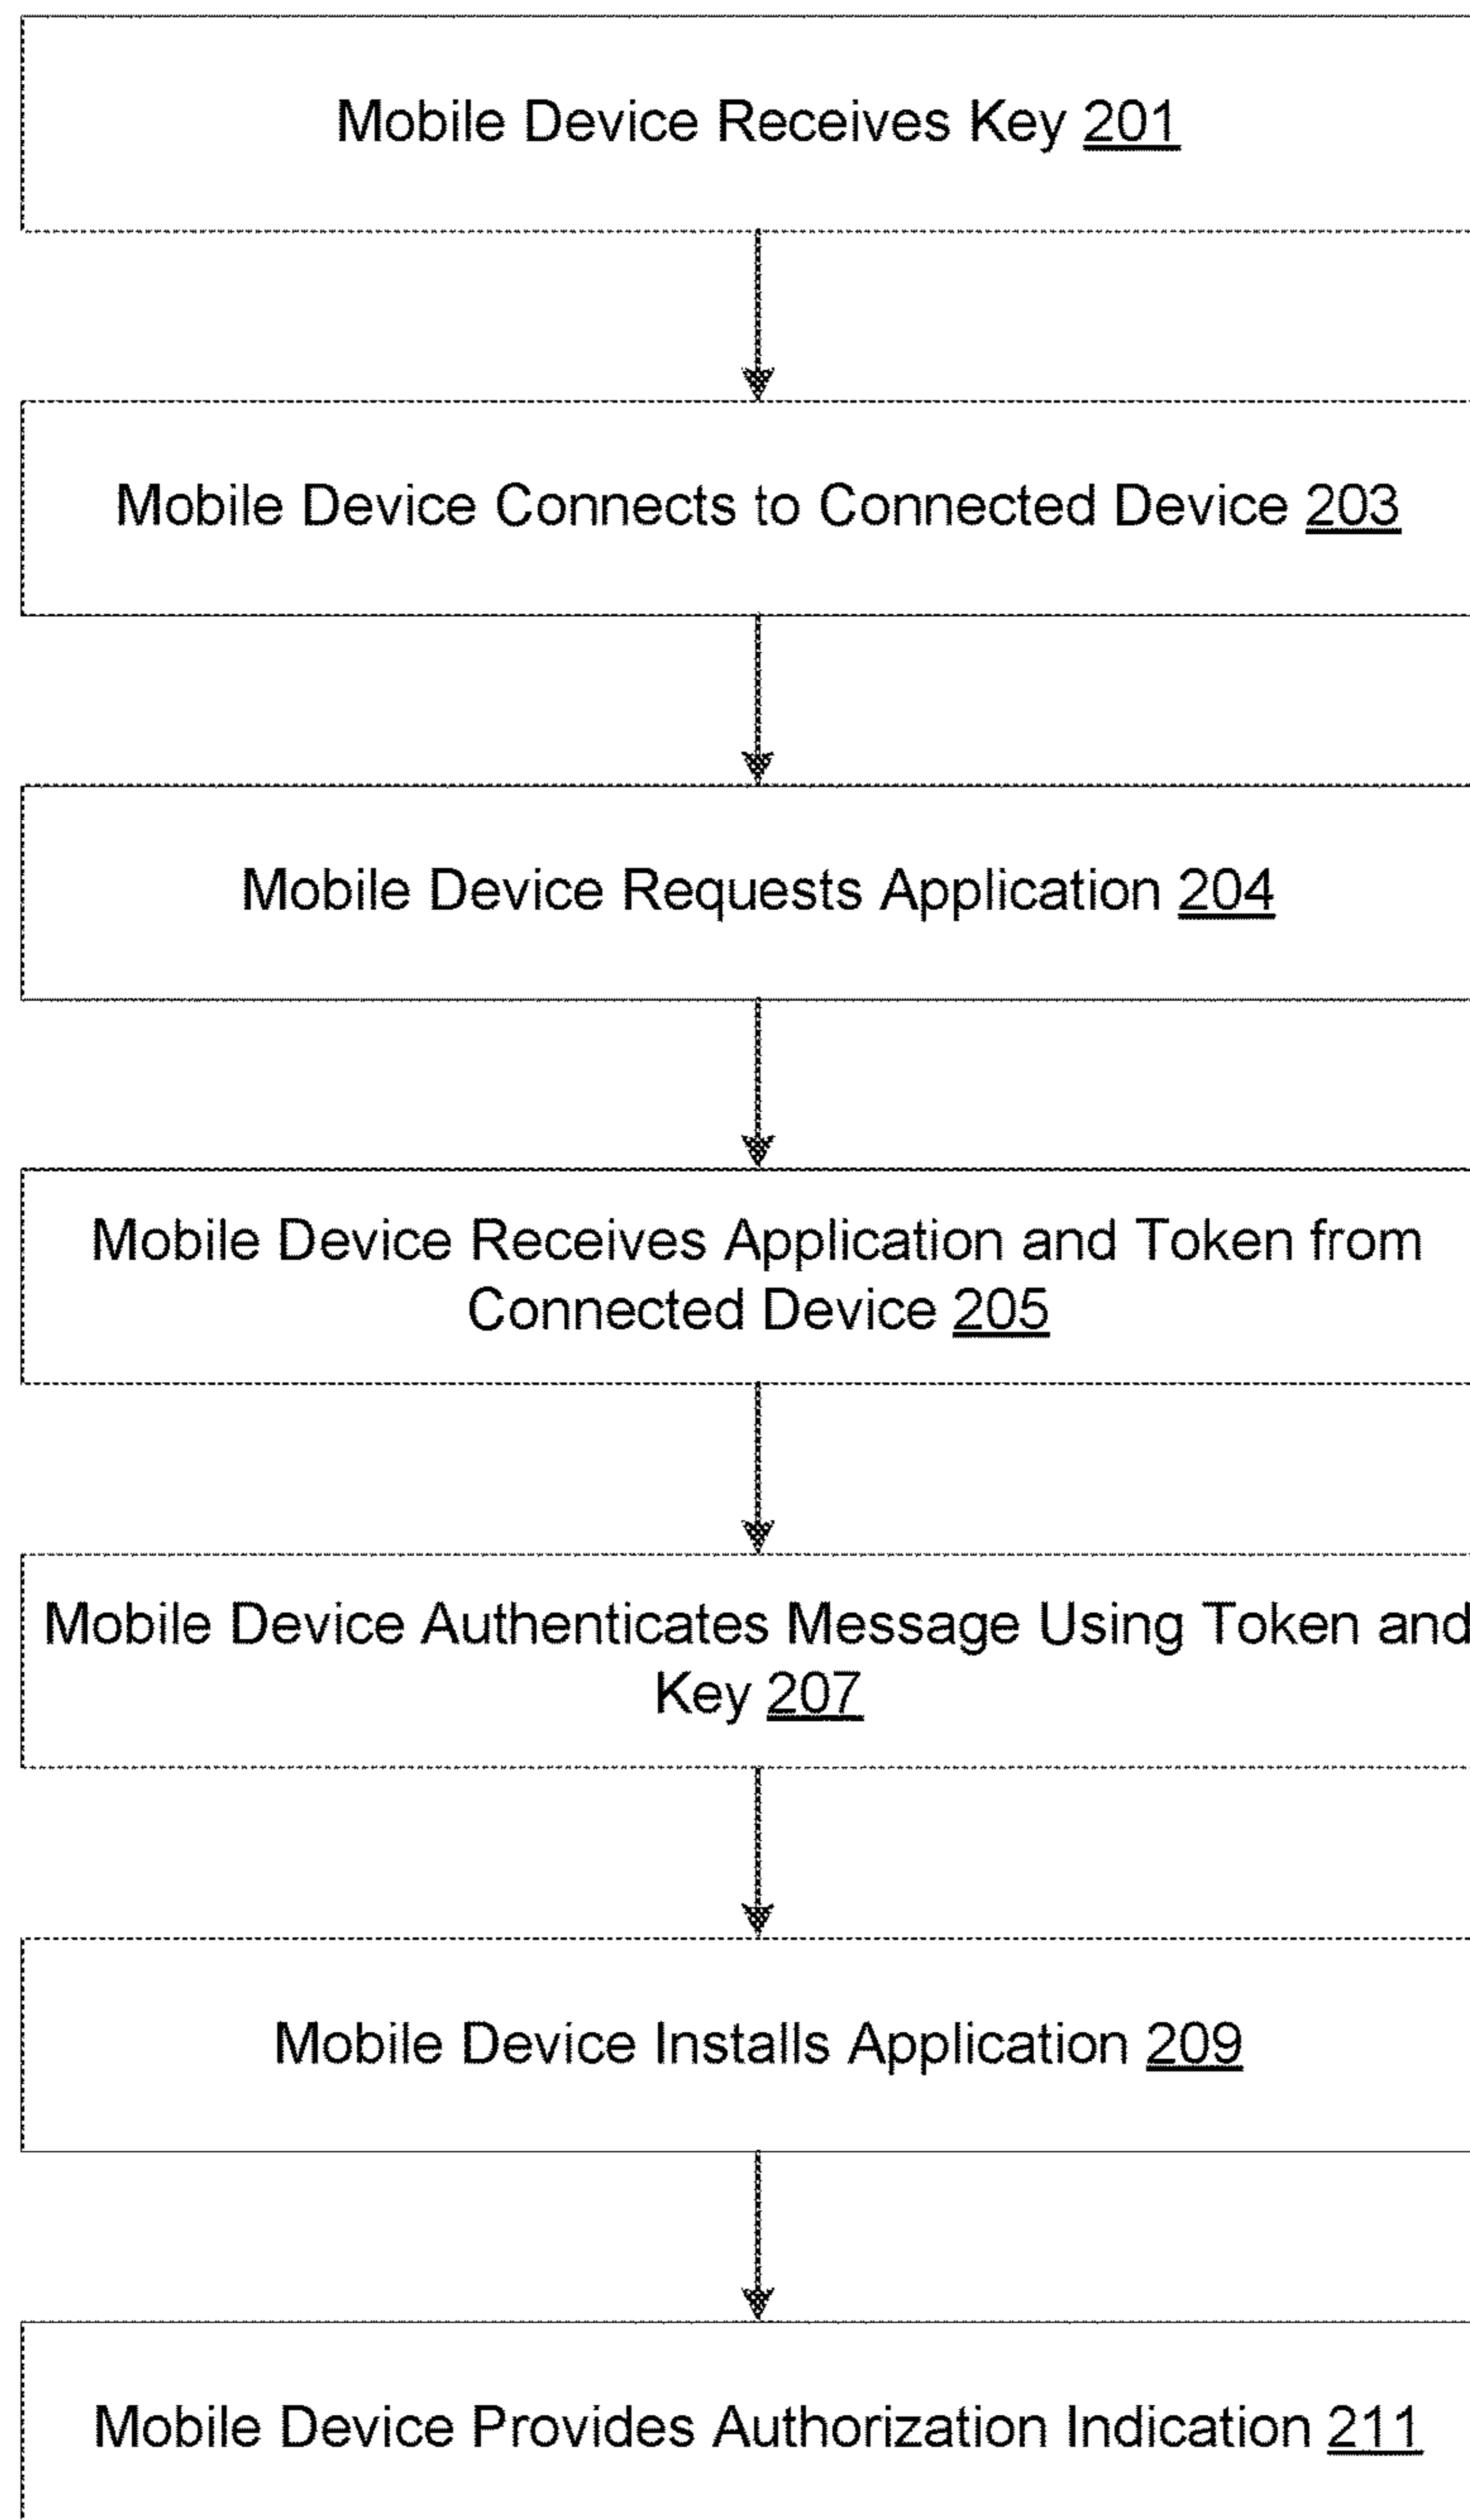 Mobile Device Receives Key 201
Mobile Device Connects to Connected Device 203
Mobile Device Requests Application 204
Mobile Device Receives Application and Token from
Connected Device 205
Mobile Device Authenticates Message Using Token and
Key 207
Mobile Device Installs Application 209
Mobile Device Provides Authorization Indication 211